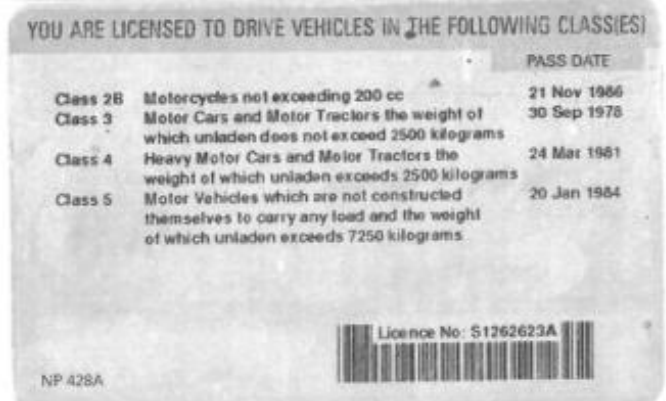 YOU ARE LICENSED TO DRIVE VEHICLES IN THE FOLLOWING CLASS(ES)
PASS DATE
Class 2B Motorcycles not exceeding 200 cc 21 Nov 1986
Class 3 Motor Cars and Motor Tractors the weight of 30 Sep 1978
which unladen does not exceed 2500 kilograms
Class 4 Heavy Motor Cars and Motor Tractors the 24 Mar 1981
weight of which unladen exceeds 2500 kilograms
Class 5 Motor Vehicles which are not constructed 20 Jan 1984
themselves to carry any load and the weight
of which unladen exceeds 7250 kilograms
Licence No: S1262623A
NP 428A